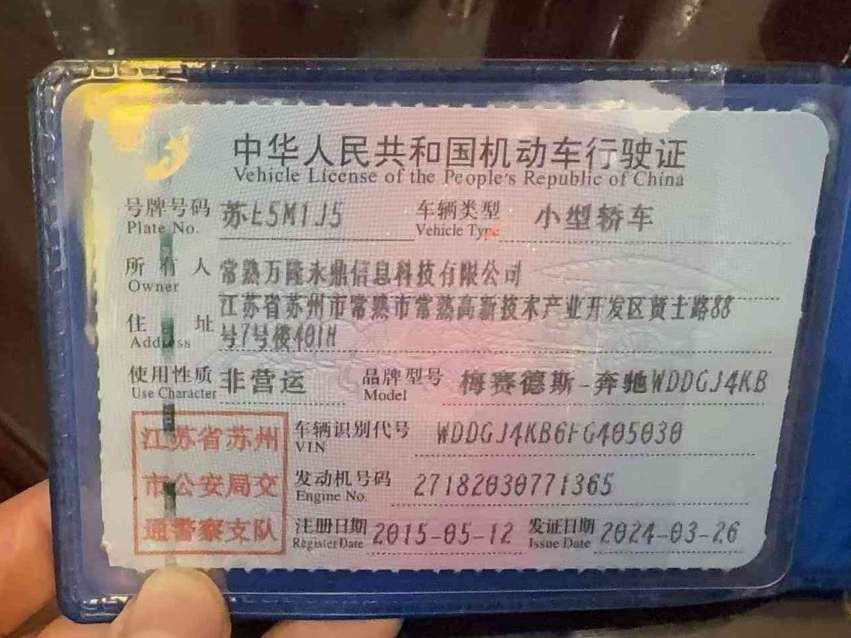 中华人民共和国机动车行驶证
Vehicle License of the People's Republic of China
号牌号码 苏E5M1J5 车辆类型 小型轿车
Plate No. Vehicle Type
所有人 常熟万隆永鼎信息科技有限公司
Owner
住址 江苏省苏州市常熟市常熟高新技术产业开发区贤士路88
Address 号7号楼401H
使用性质 非营运 品牌型号 梅赛德斯-奔驰WDDGJ4KB
Use Character Model
江苏省苏州
市公安局交
通警察支队
车辆识别代号 WDDGJ4KB6FG405030
VIN
发动机号码 27182030771365
Engine No.
注册日期 2015-05-12 发证日期 2024-03-26
Register Date Issue Date